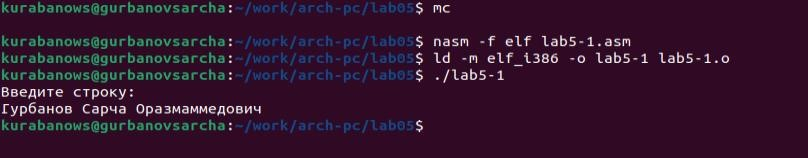 kurabanows@gurbanovsarcha:~/work/arch-pc/lab05$ mc
kurabanows@gurbanovsarcha:~/work/arch-pc/lab05$ nasm -f elf lab5-1.asm
kurabanows@gurbanovsarcha:~/work/arch-pc/lab05$ ld -m elf_i386 -o lab5-1 lab5-1.o
kurabanows@gurbanovsarcha:~/work/arch-pc/lab05$ ./lab5-1
Введите строку:
Гурбанов Сарча Оразмаммедович
kurabanows@gurbanovsarcha:~/work/arch-pc/lab05$